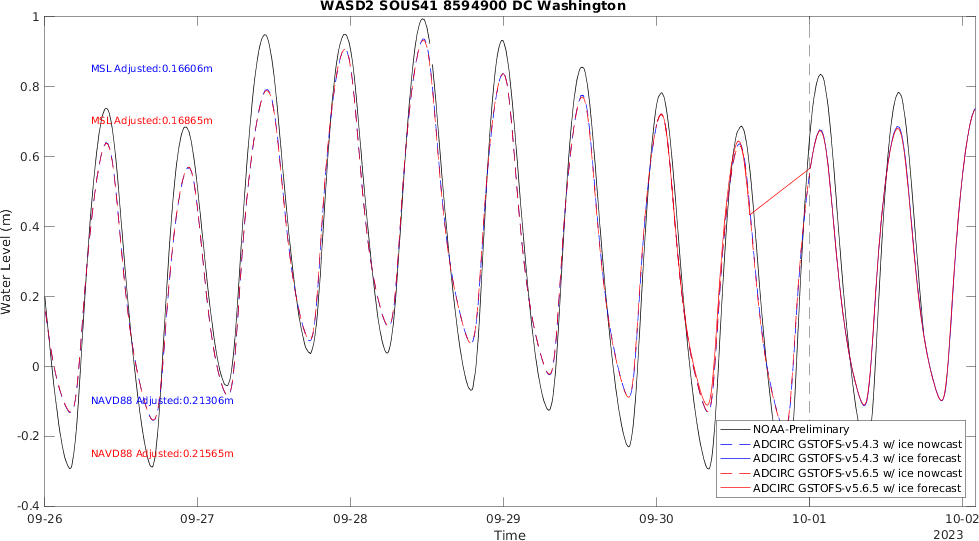 WASD2 SOUS41 8594900 DC Washington
1
0.8
0.6
0.4
0.2
0
-0.2
-0.4
Water Level (m)
MSL Adjusted:0.16606m
MSL Adjusted:0.16865m
NAVD88 Adjusted:0.21306m
NAVD88 Adjusted:0.21565m
NOAA-Preliminary
ADCIRC GSTOFS-v5.4.3 w/ ice nowcast
ADCIRC GSTOFS-v5.4.3 w/ ice forecast
ADCIRC GSTOFS-v5.6.5 w/ ice nowcast
ADCIRC GSTOFS-v5.6.5 w/ ice forecast
09-26 09-27 09-28 09-29 09-30 10-01 10-02
Time
2023